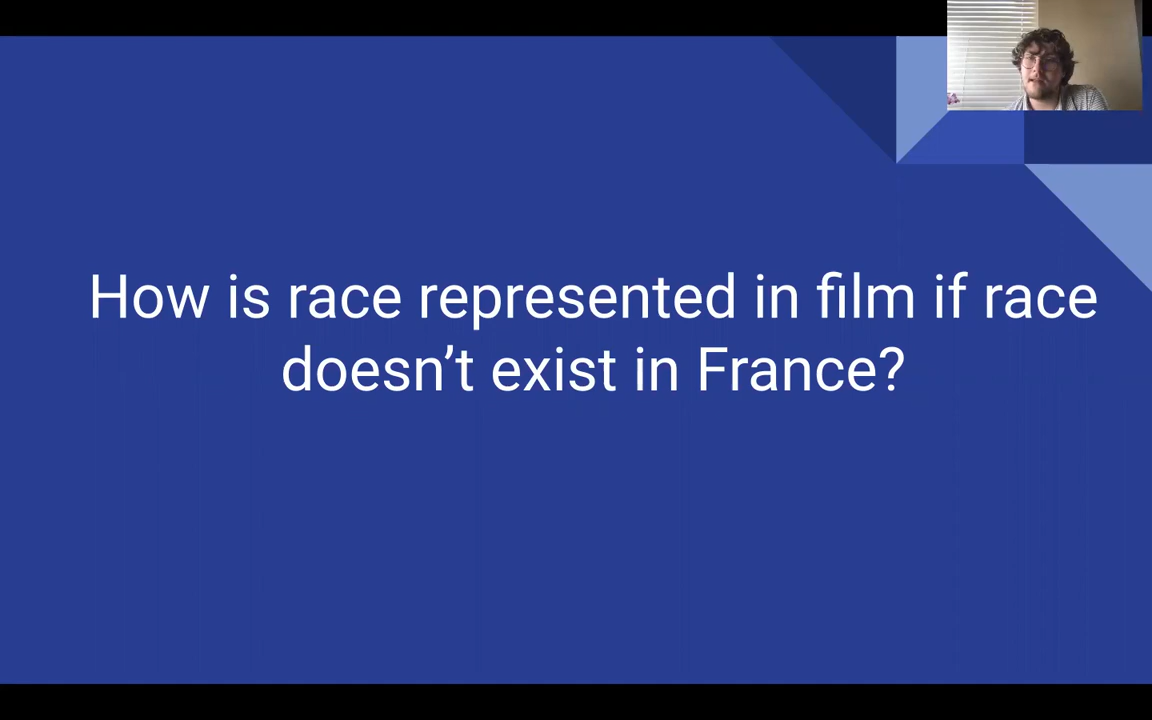 How is race represented in film if race
doesn’t exist in France?